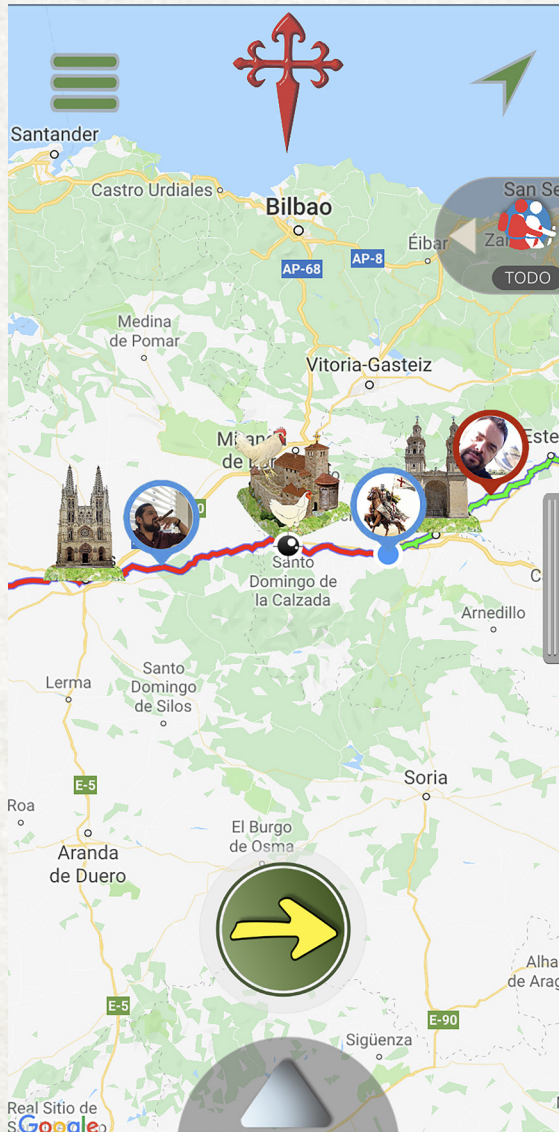 Santander
San Se
Castro Urdiales
Bilbao
Éibar
AP-68
AP-8
TODO
Medina
de Pomar
Vitoria-Gasteiz
Este
Santo
Domingo de
la Calzada
Arnedillo
Lerma
Santo
Domingo
de Silos
E-5
Soria
Roa
El Burgo
de Osma
Aranda
de Duero
Alha
de Arag
E-5
E-90
Sigüenza
Real Sitio de
Google